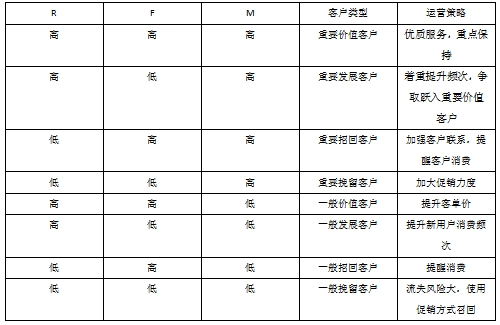 R F M 客户类型 运营策略
高 高 高 重要价值客户 优质服务，重点保
持
高 低 高 重要发展客户 着重提升频次，争
取跃入重要价值
客户
低 高 高 重要招回客户 加强客户联系，提
醒客户消费
低 低 高 重要挽留客户 加大促销力度
高 高 低 一般价值客户 提升客单价
高 低 低 一般发展客户 提升新用户消费频
次
低 高 低 一般招回客户 提醒消费
低 低 低 一般挽留客户 流失风险大，使用
促销方式召回